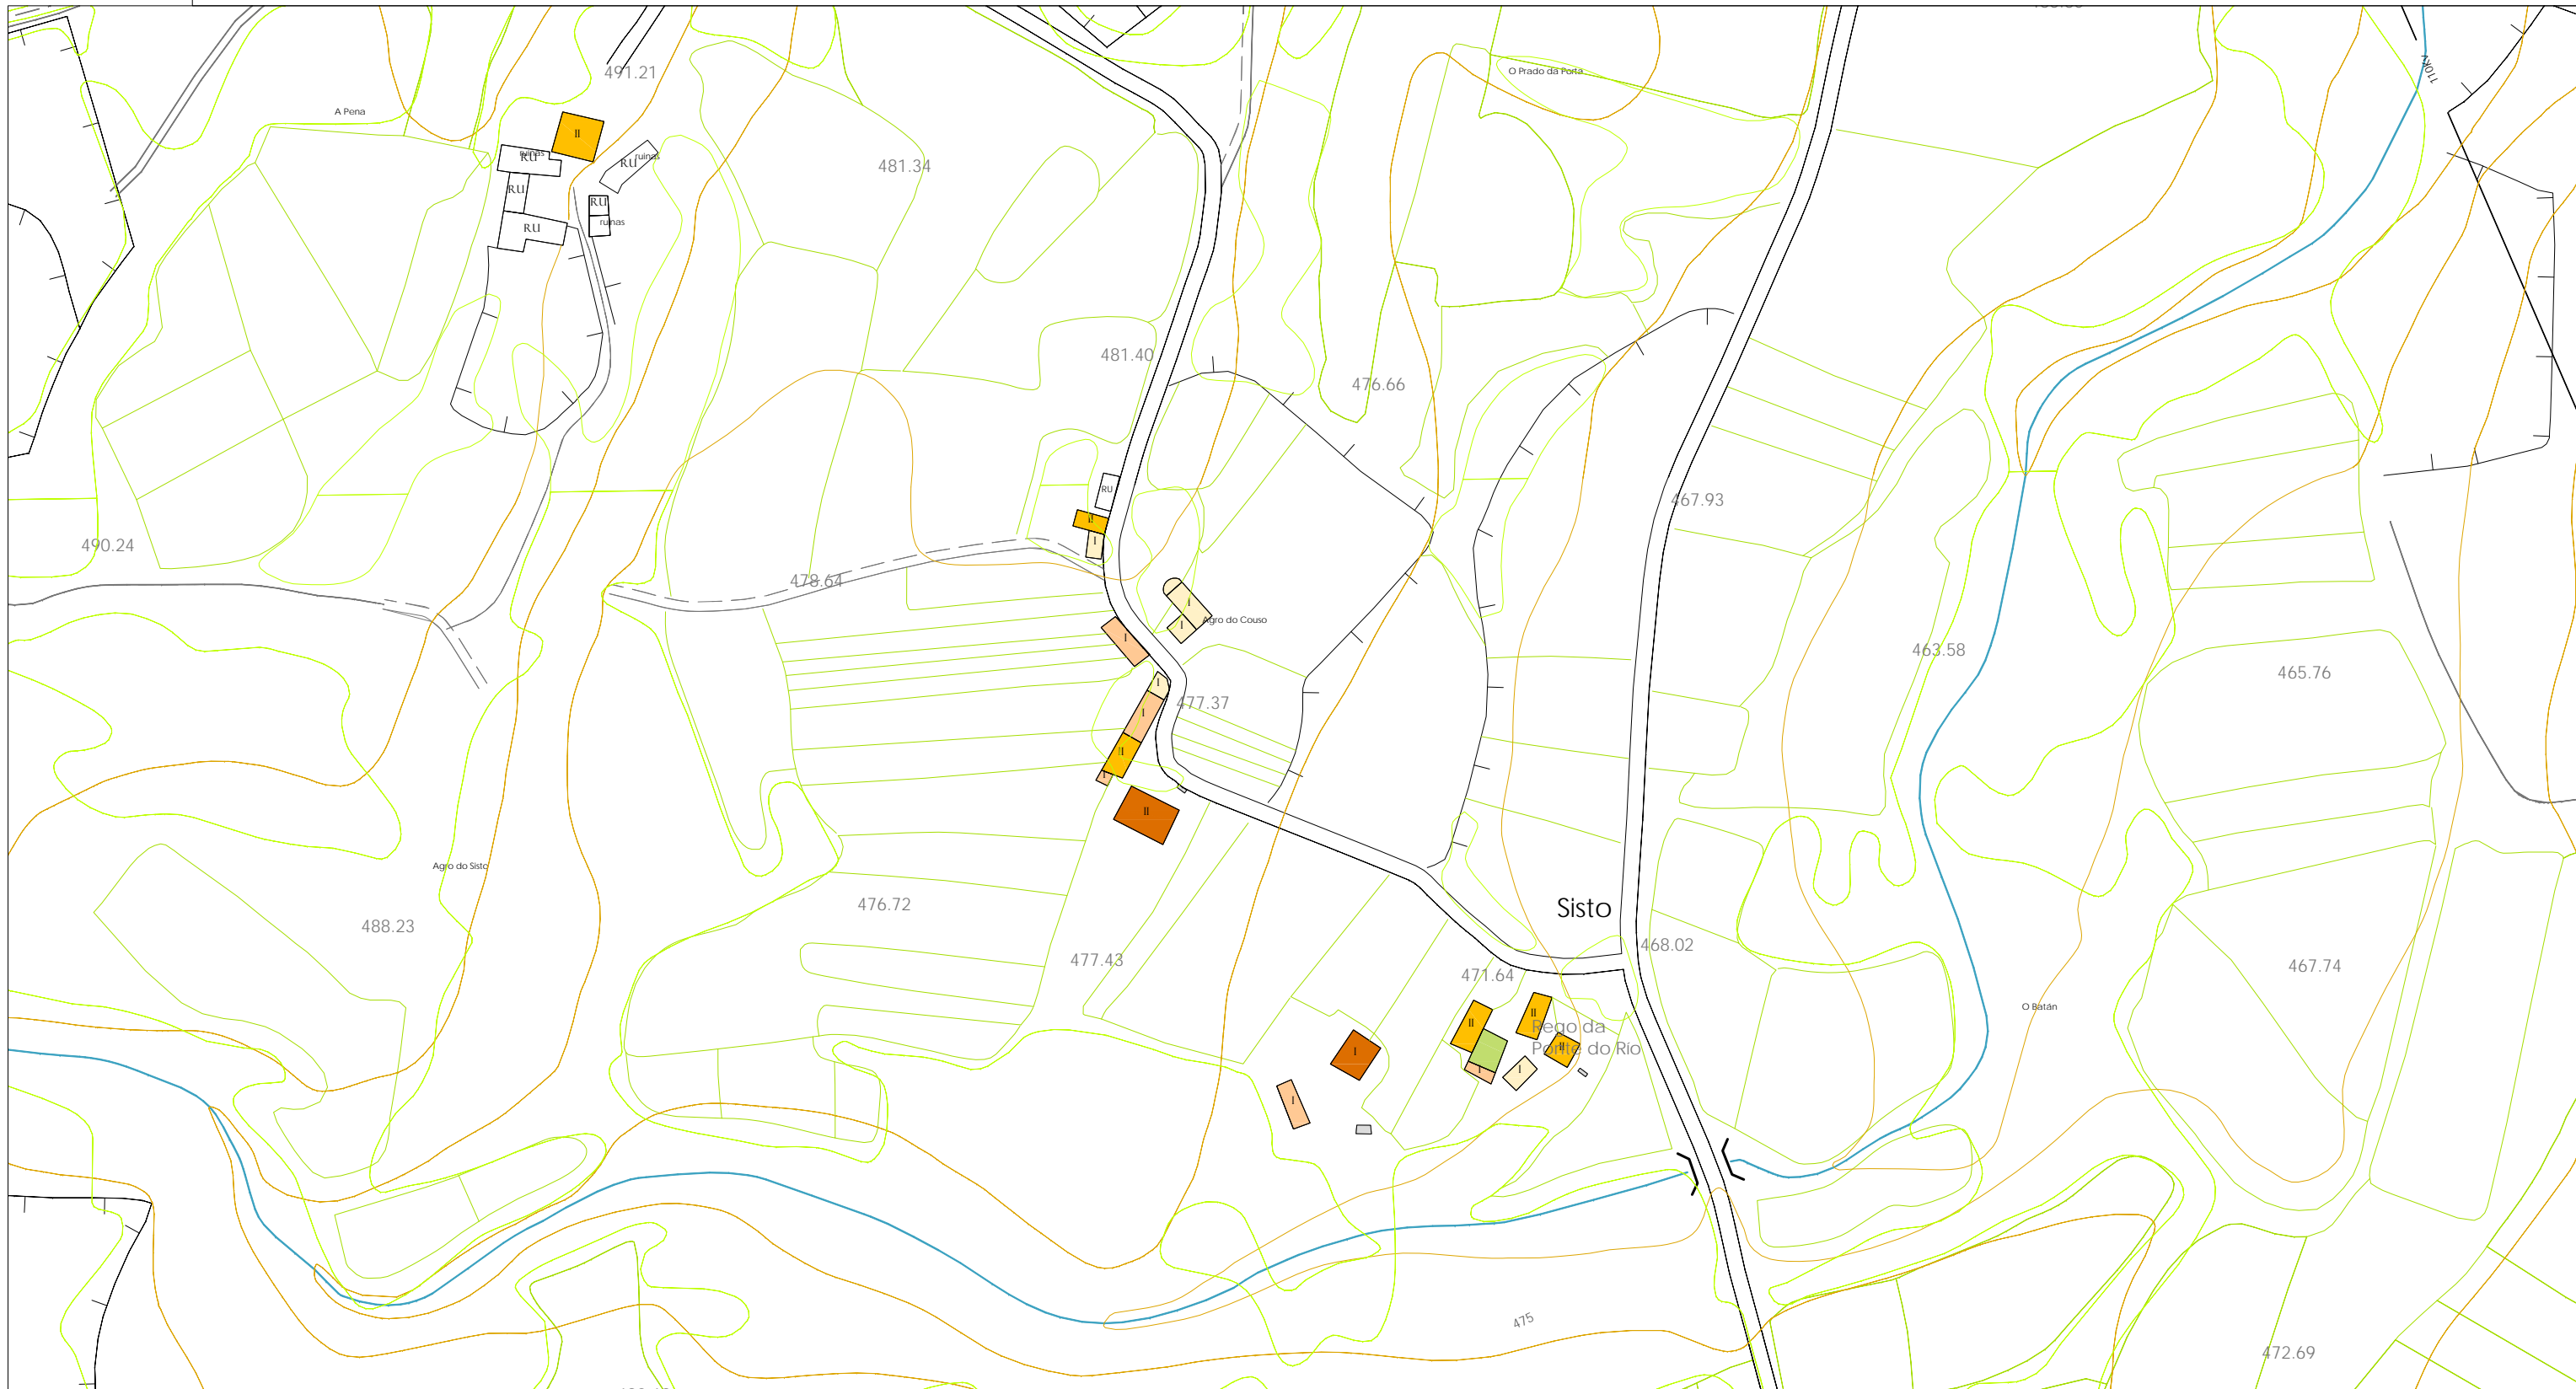 491.21
O Prado da Porta
110kv
A Pena
II
ruinas
RU
RU
ruinas
481.34
RU
RU
ruinas
RU
481.40
476.66
RU
II
I
467.93
490.24
478.64
I
I
Agro do Couso
I
463.58
465.76
I
477.37
I
II
I
II
Agro do Sisto
476.72
Sisto
488.23
468.02
477.43
471.64
467.74
O Batán
II
II
Rego da
Ponte do Río
II
I
I
I
I
475
472.69